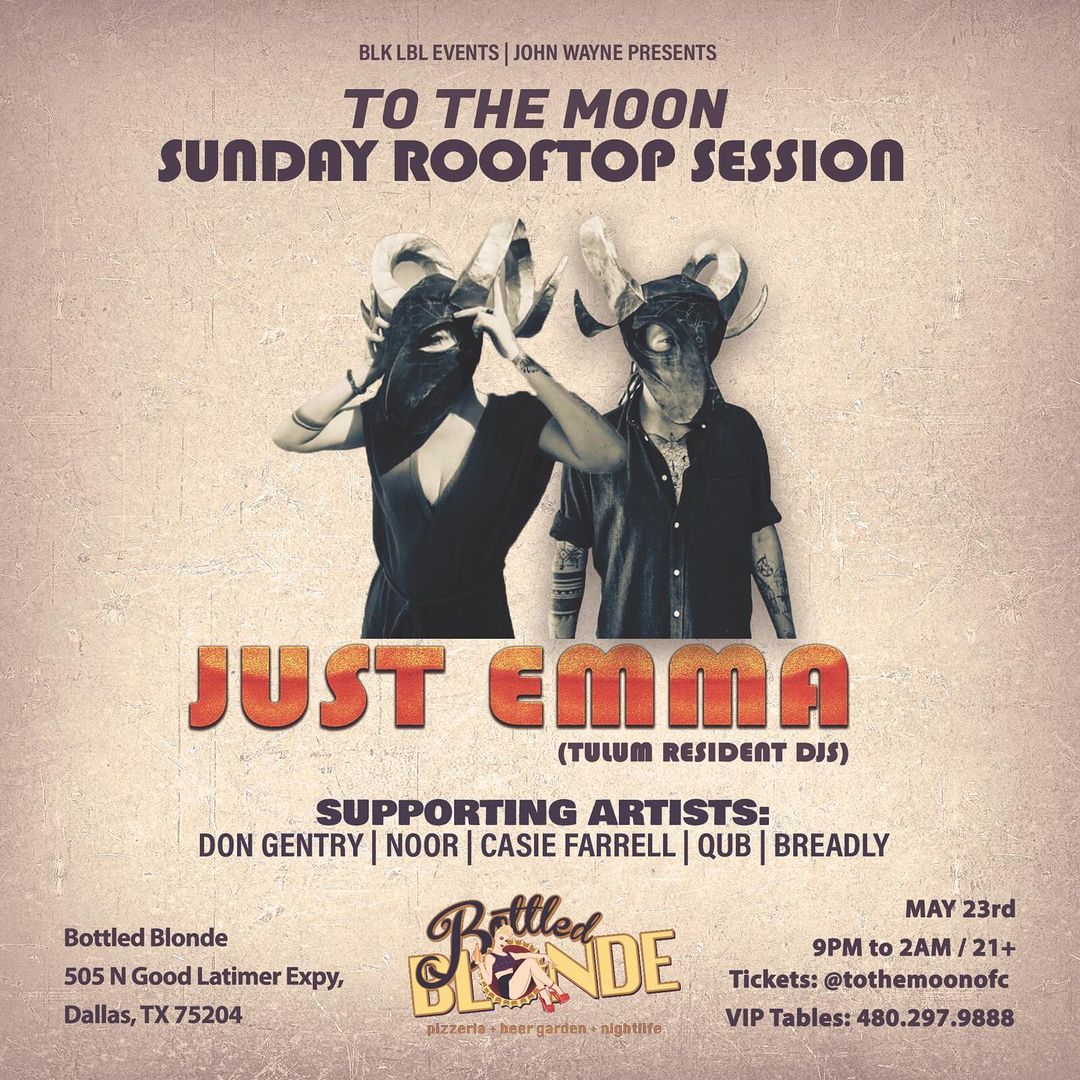 BLK LBL EVENTS | JOHN WAYNE PRESENTS
TO THE MOON
SUNDAY ROOFTOP SESSION
JUST EMMA
(TULUM RESIDENT DJS)
SUPPORTING ARTISTS:
DON GENTRY | NOOR | CASIE FARRELL | QUB | BREADLY
Bottled Blonde
505 N Good Latimer Expy,
Dallas, TX 75204
Bottled
BLONDE
pizzeria + beer garden + nightlife
MAY 23rd
9PM to 2AM / 21+
Tickets: @tothemoonofc
VIP Tables: 480.297.9888